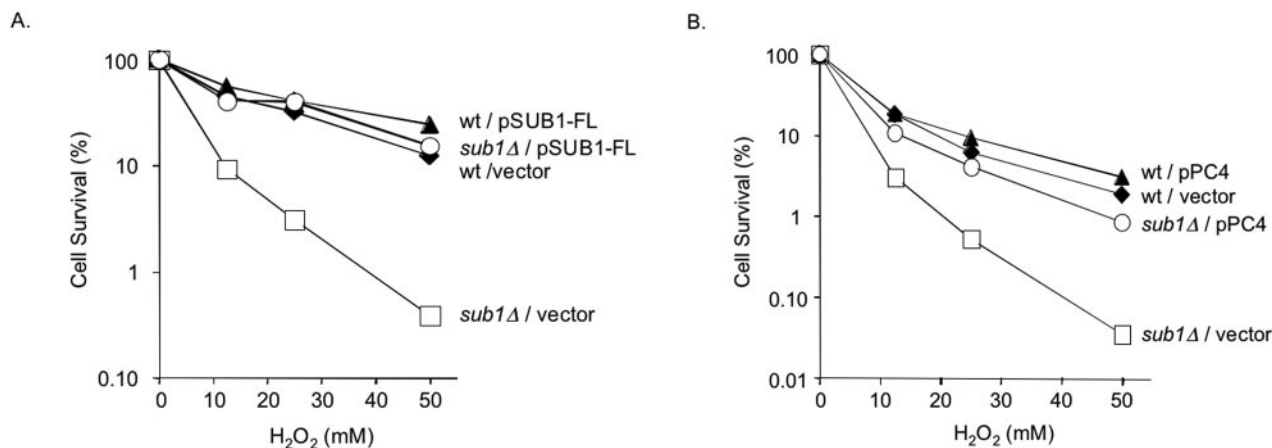 A.
Cell Survival (%)
100
10
1
0.10
0 10 20 30 40 50
H₂O₂ (mM)
wt / pSUB1-FL
sub1Δ / pSUB1-FL
wt /vector
sub1Δ / vector
B.
Cell Survival (%)
100
10
1
0.10
0.01
0 10 20 30 40 50
H₂O₂ (mM)
wt / pPC4
wt / vector
sub1Δ / pPC4
sub1Δ / vector